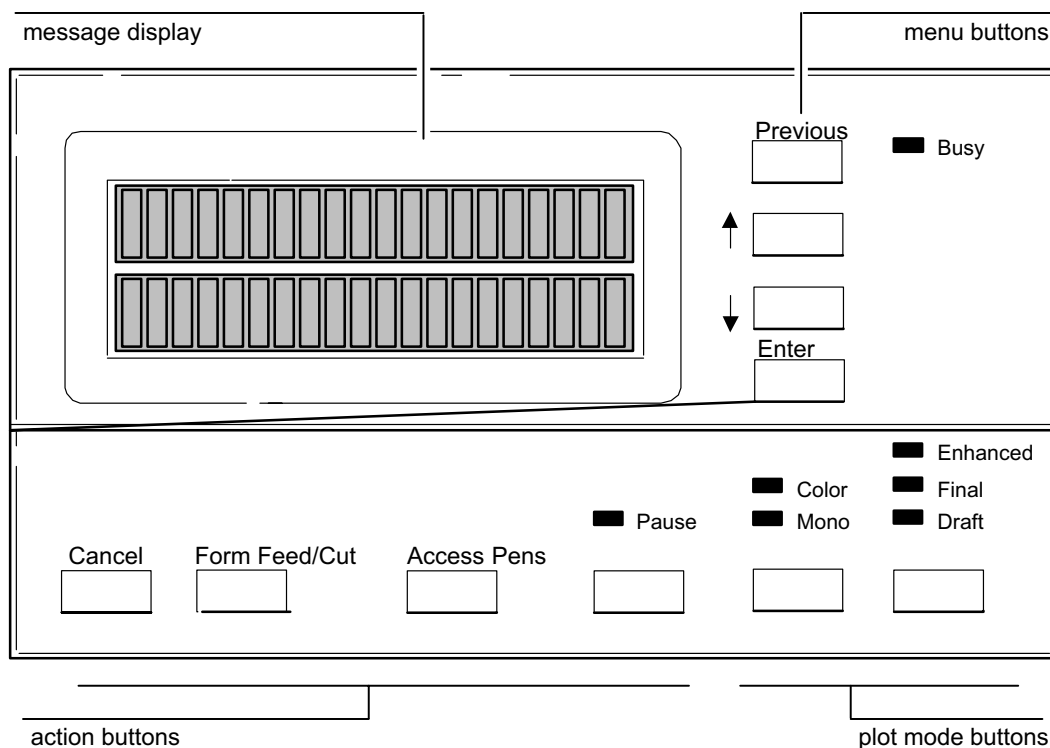 message display
menu buttons
Previous
Busy
Enter
Enhanced
Color
Final
Pause
Mono
Draft
Cancel
Form Feed/Cut
Access Pens
action buttons
plot mode buttons